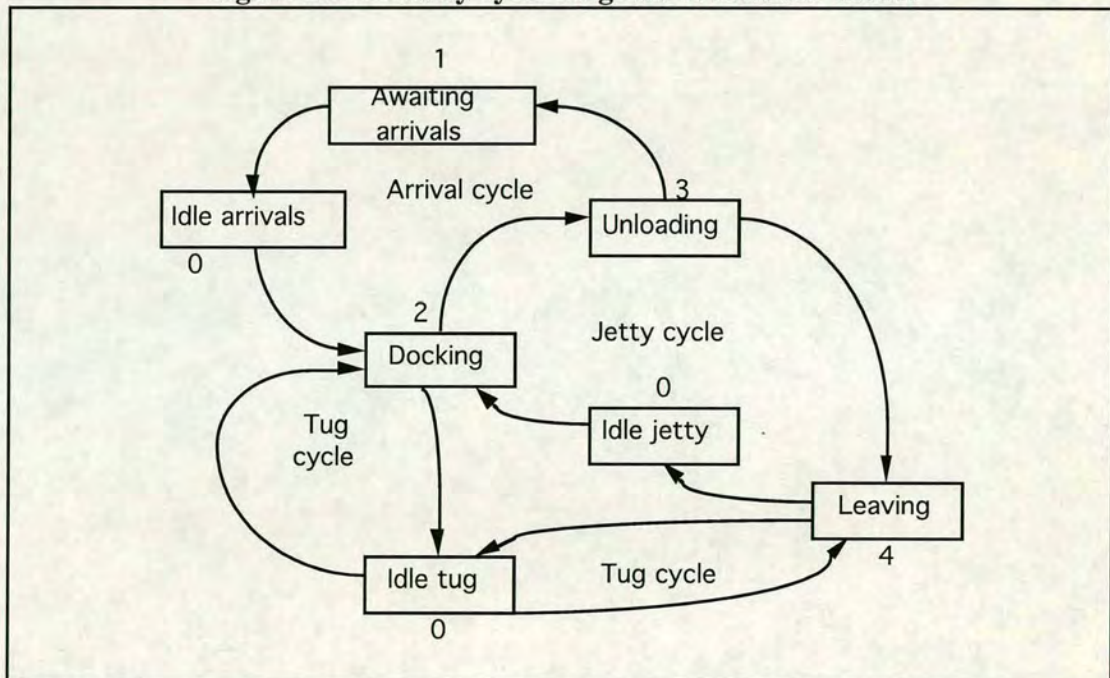 1
Awaiting
arrivals
Arrival cycle
3
Idle arrivals
Unloading
0
2
Jetty cycle
Docking
0
Tug
cycle
Idle jetty
Leaving
Idle tug
Tug cycle
4
0